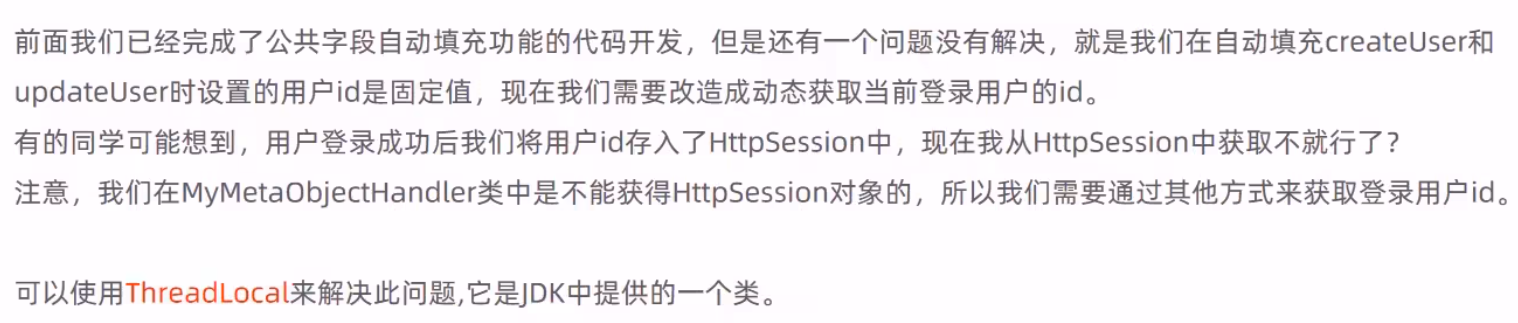 前面我们已经完成了公共字段自动填充功能的代码开发，但是还有一个问题没有解决，就是我们在自动填充createUser和
updateUser时设置的用户id是固定值，现在我们需要改造成动态获取当前登录用户的id。
有的同学可能想到，用户登录成功后我们将用户id存入了HttpSession中，现在我从HttpSession中获取不就行了？
注意，我们在MyMetaObjectHandler类中是不能获得HttpSession对象的，所以我们需要通过其他方式来获取登录用户id。
可以使用ThreadLocal来解决此问题,它是JDK中提供的一个类。